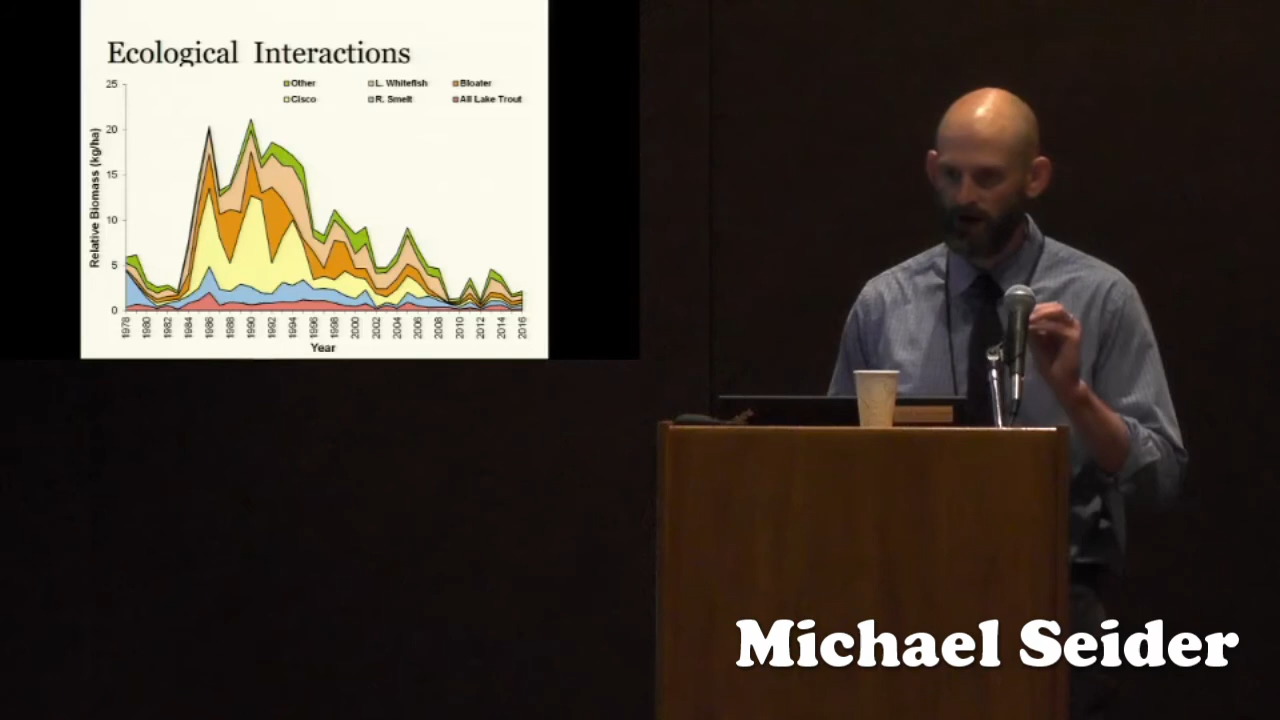 Ecological Interactions
Other L. Whitefish Bloater
Cisco R. Smelt All Lake Trout
Relative Biomass (kg/ha)
25
20
15
10
5
0
1978 1980 1982 1984 1986 1988 1990 1992 1994 1996 1998 2000 2002 2004 2006 2008 2010 2012 2014 2016
Year
Michael Seider